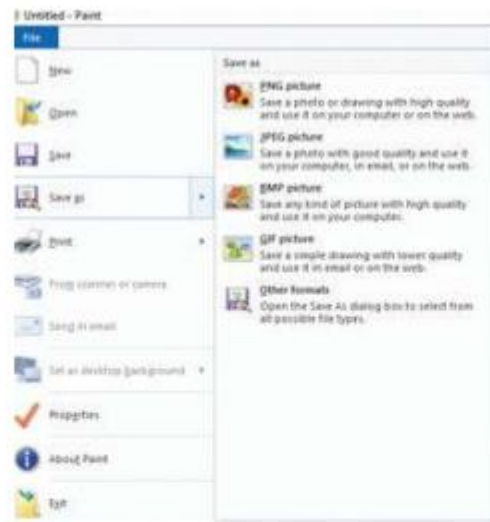 Untitled - Paint
File
New
Open
Save
Save as
Print
From scanner or camera
Send in email
Set as desktop background
Properties
About Paint
Exit
Save as
PNG picture
Save a photo or drawing with high quality
and use it on your computer or on the web.
JPEG picture
Save a photo with good quality and use it
on your computer, in email, or on the web.
BMP picture
Save any kind of picture with high quality
and use it on your computer.
GIF picture
Save a simple drawing with lower quality
and use it in email or on the web.
Other formats
Open the Save As dialog box to select from
all possible file types.